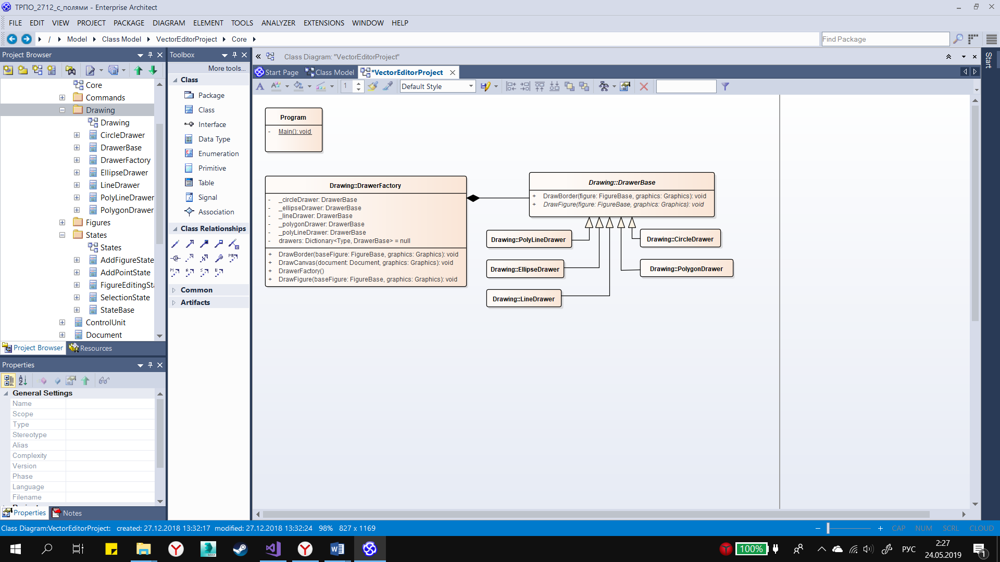 ТРПО_2712_с_полями - Enterprise Architect
FILE EDIT VIEW PROJECT PACKAGE DIAGRAM ELEMENT TOOLS ANALYZER EXTENSIONS WINDOW HELP
/ Model Class Model VectorEditorProject Core
Find Package
Project Browser
Core
Commands
Drawing
Drawing
CircleDrawer
DrawerBase
DrawerFactory
EllipseDrawer
LineDrawer
PolyLineDrawer
PolygonDrawer
Figures
States
States
AddFigureState
AddPointState
FigureEditingSta
SelectionState
StateBase
ControlUnit
Document
Project Browser Resources
Properties
General Settings
Name
Scope
Type
Stereotype
Alias
Complexity
Version
Phase
Language
Filename
Properties Notes
Toolbox
More tools...
Class
Package
Class
Interface
Data Type
Enumeration
Primitive
Table
Signal
Association
Class Relationships
Common
Artifacts
Class Diagram: "VectorEditorProject"
Start Page Class Model *VectorEditorProject
1 Default Style
Program
- Main(): void
Drawing::DrawerFactory
- _circleDrawer: DrawerBase
- _ellipseDrawer: DrawerBase
- _lineDrawer: DrawerBase
- _polygonDrawer: DrawerBase
- _polyLineDrawer: DrawerBase
- drawers: Dictionary<Type, DrawerBase> = null
+ DrawBorder(baseFigure: FigureBase, graphics: Graphics): void
+ DrawCanvas(document: Document, graphics: Graphics): void
+ DrawerFactory()
+ DrawFigure(baseFigure: FigureBase, graphics: Graphics): void
Drawing::DrawerBase
+ DrawBorder(figure: FigureBase, graphics: Graphics): void
+ DrawFigure(figure: FigureBase, graphics: Graphics): void
Drawing::PolyLineDrawer
Drawing::CircleDrawer
Drawing::EllipseDrawer
Drawing::PolygonDrawer
Drawing::LineDrawer
Start
Class Diagram:VectorEditorProject: created: 27.12.2018 13:32:17 modified: 27.12.2018 13:32:24 98% 827 x 1169
CAP NUM SCRL CLOUD
100%
РУС
2:27
24.05.2019
1